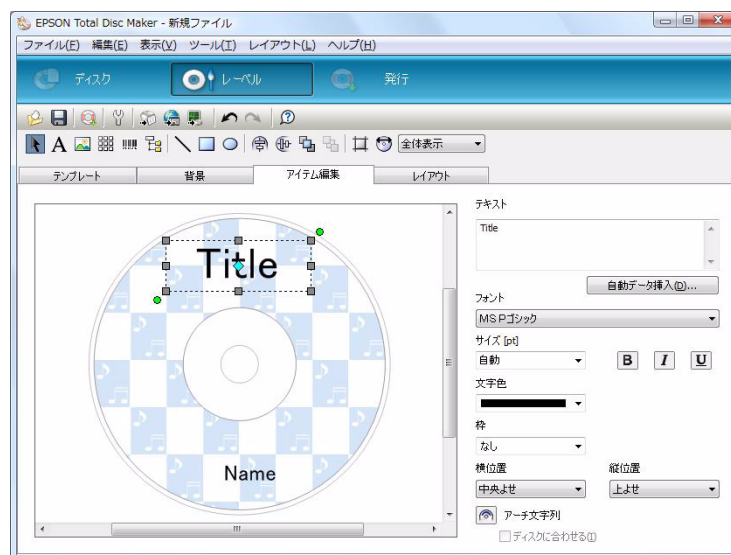 EPSON Total Disc Maker - 新規ファイル
ファイル(F) 編集(E) 表示(V) ツール(T) レイアウト(L) ヘルプ(H)
ディスク レーベル 発行
全体表示
テンプレート 背景 アイテム編集 レイアウト
テキスト
Title
自動データ挿入(D)...
フォント
MS Pゴシック
サイズ [pt]
自動 B I U
文字色
枠
なし
横位置 縦位置
中央よせ 上よせ
アーチ文字列
ディスクに合わせる(I)
Title
Name